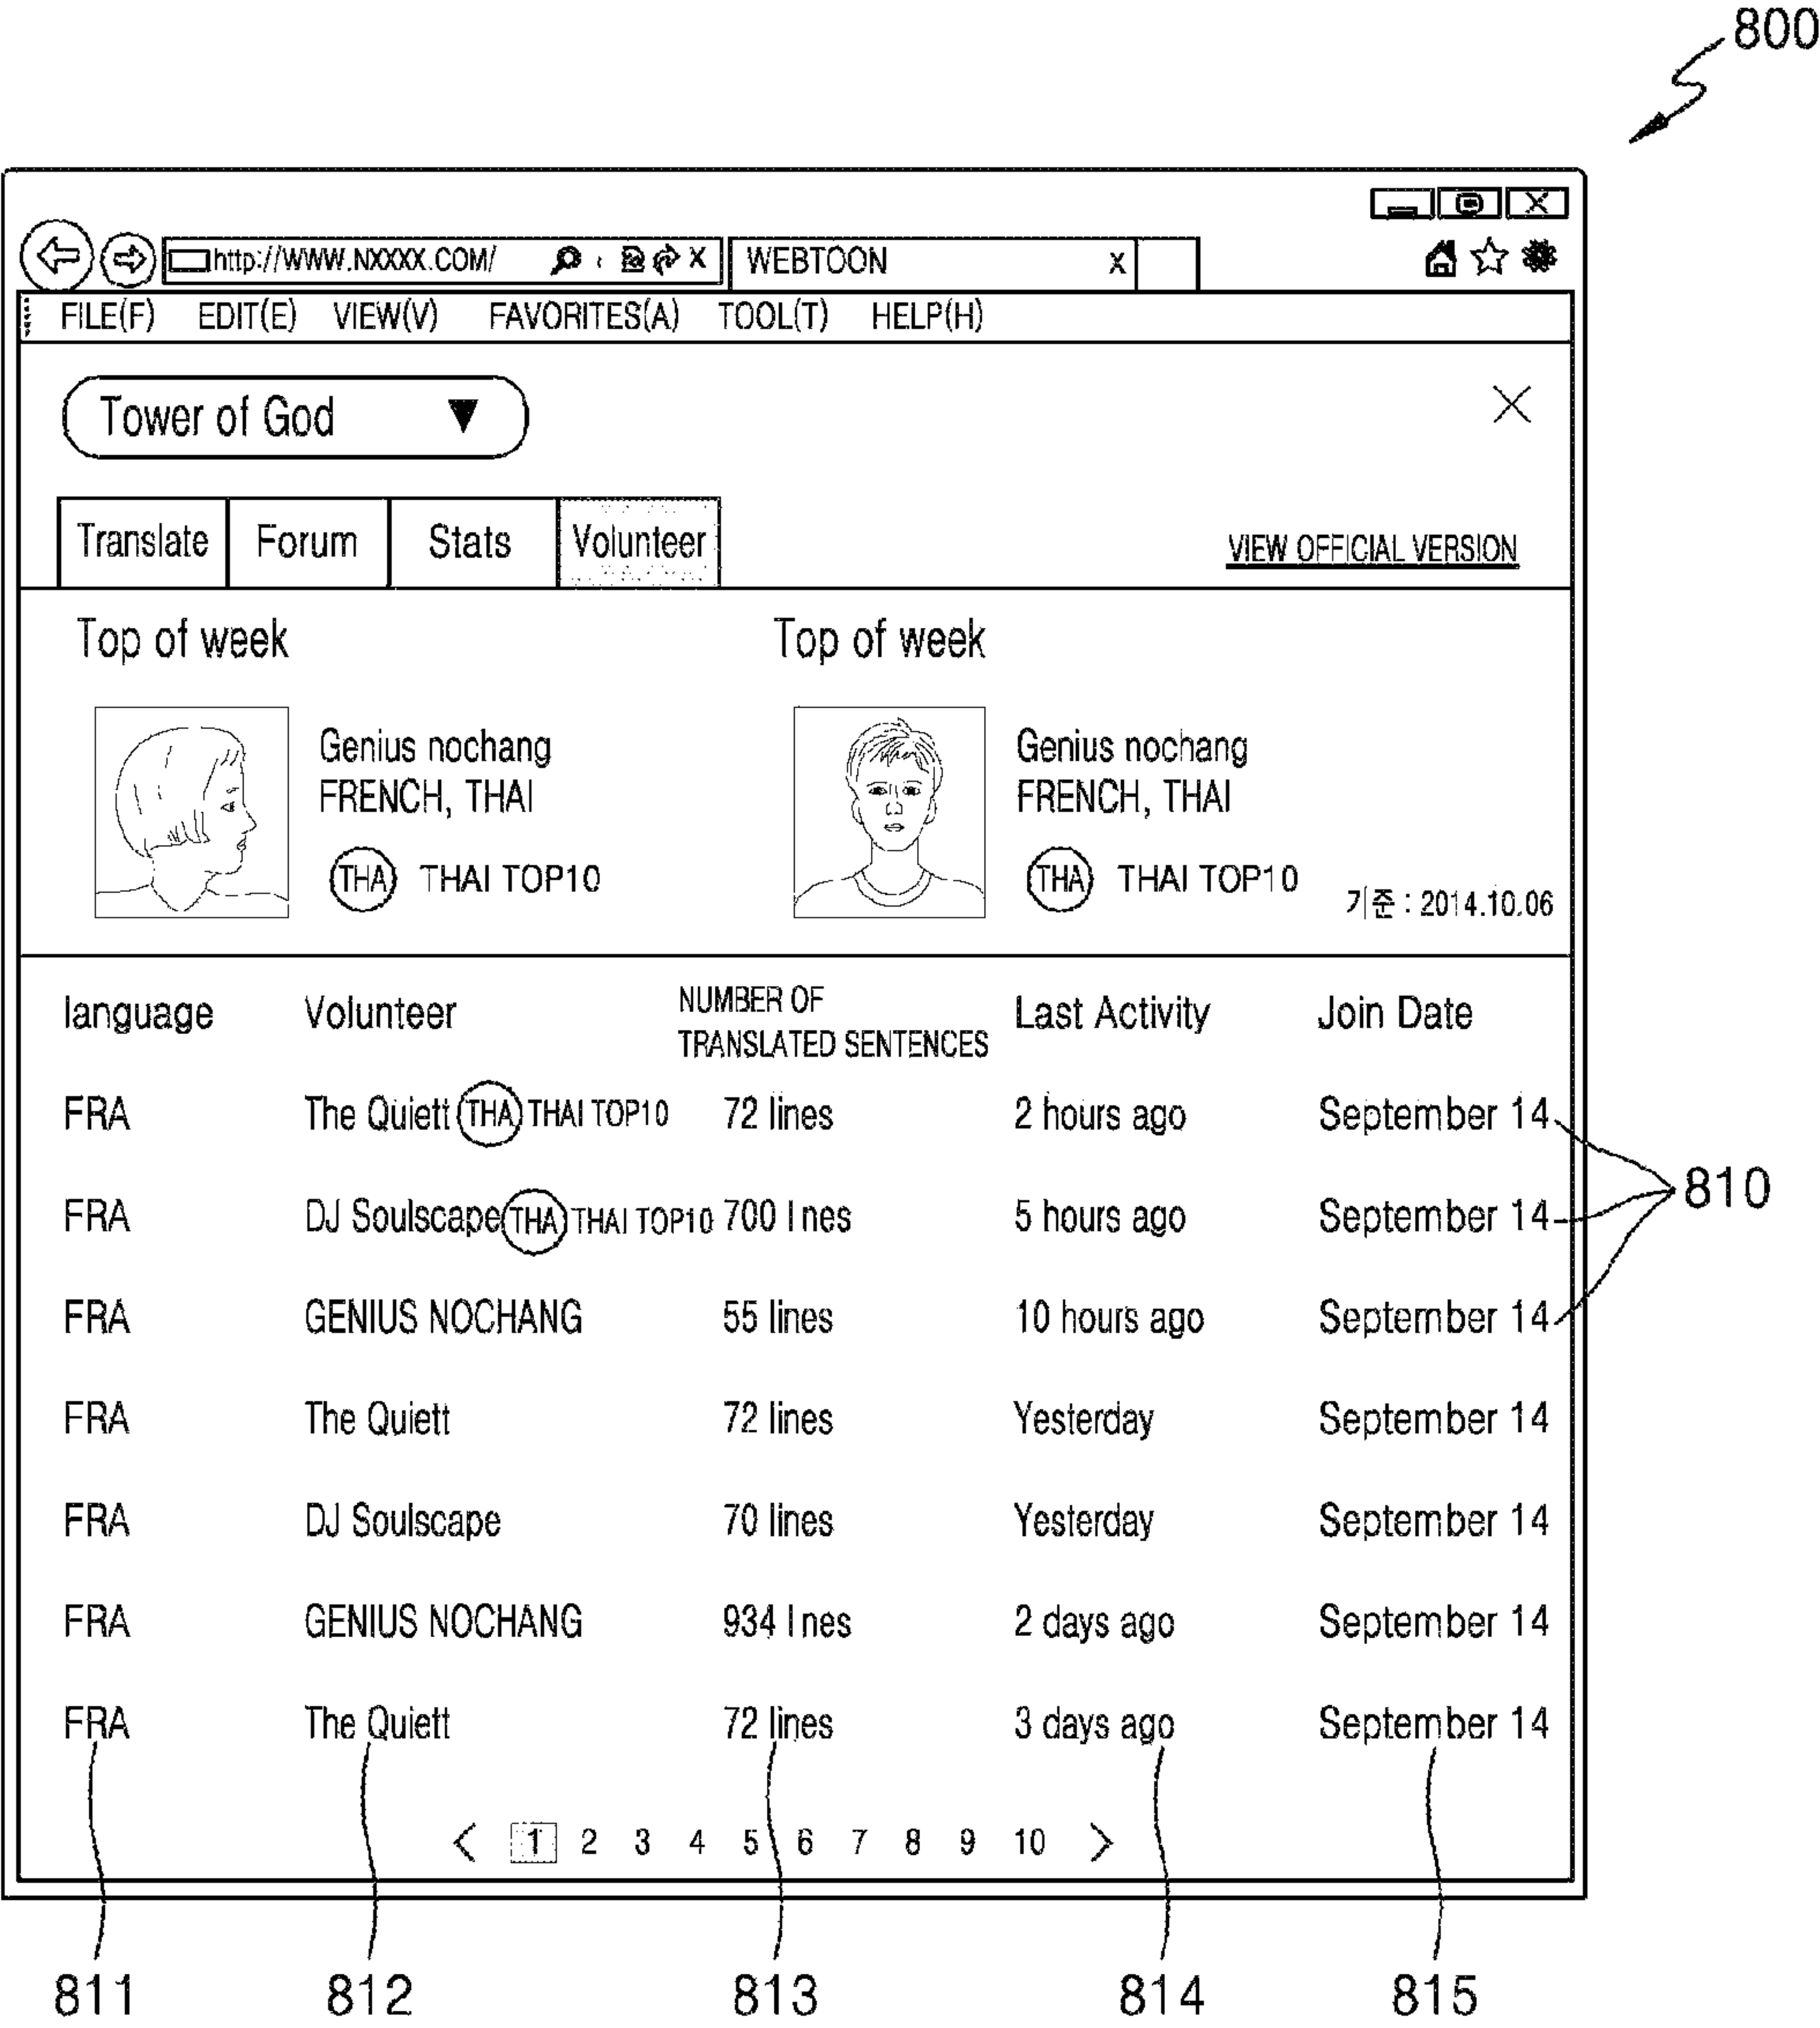 800
http://WWW.NXXXX.COM/ X WEBTOON X
FILE(F) EDIT(E) VIEW(V) FAVORITES(A) TOOL(T) HELP(H)
Tower of God ▼
Translate Forum Stats Volunteer VIEW OFFICIAL VERSION
Top of week Top of week
Genius nochang Genius nochang
FRENCH, THAI FRENCH, THAI
THA THAI TOP10 THA THAI TOP10
기준 : 2014.10.06
language Volunteer NUMBER OF Last Activity Join Date
TRANSLATED SENTENCES
FRA The Quiett THA THAI TOP10 72 lines 2 hours ago September 14
810
FRA DJ Soulscape THA THAI TOP10 700 lines 5 hours ago September 14
FRA GENIUS NOCHANG 55 lines 10 hours ago September 14
FRA The Quiett 72 lines Yesterday September 14
FRA DJ Soulscape 70 lines Yesterday September 14
FRA GENIUS NOCHANG 934 lines 2 days ago September 14
FRA The Quiett 72 lines 3 days ago September 14
< 1 2 3 4 5 6 7 8 9 10 >
811 812 813 814 815